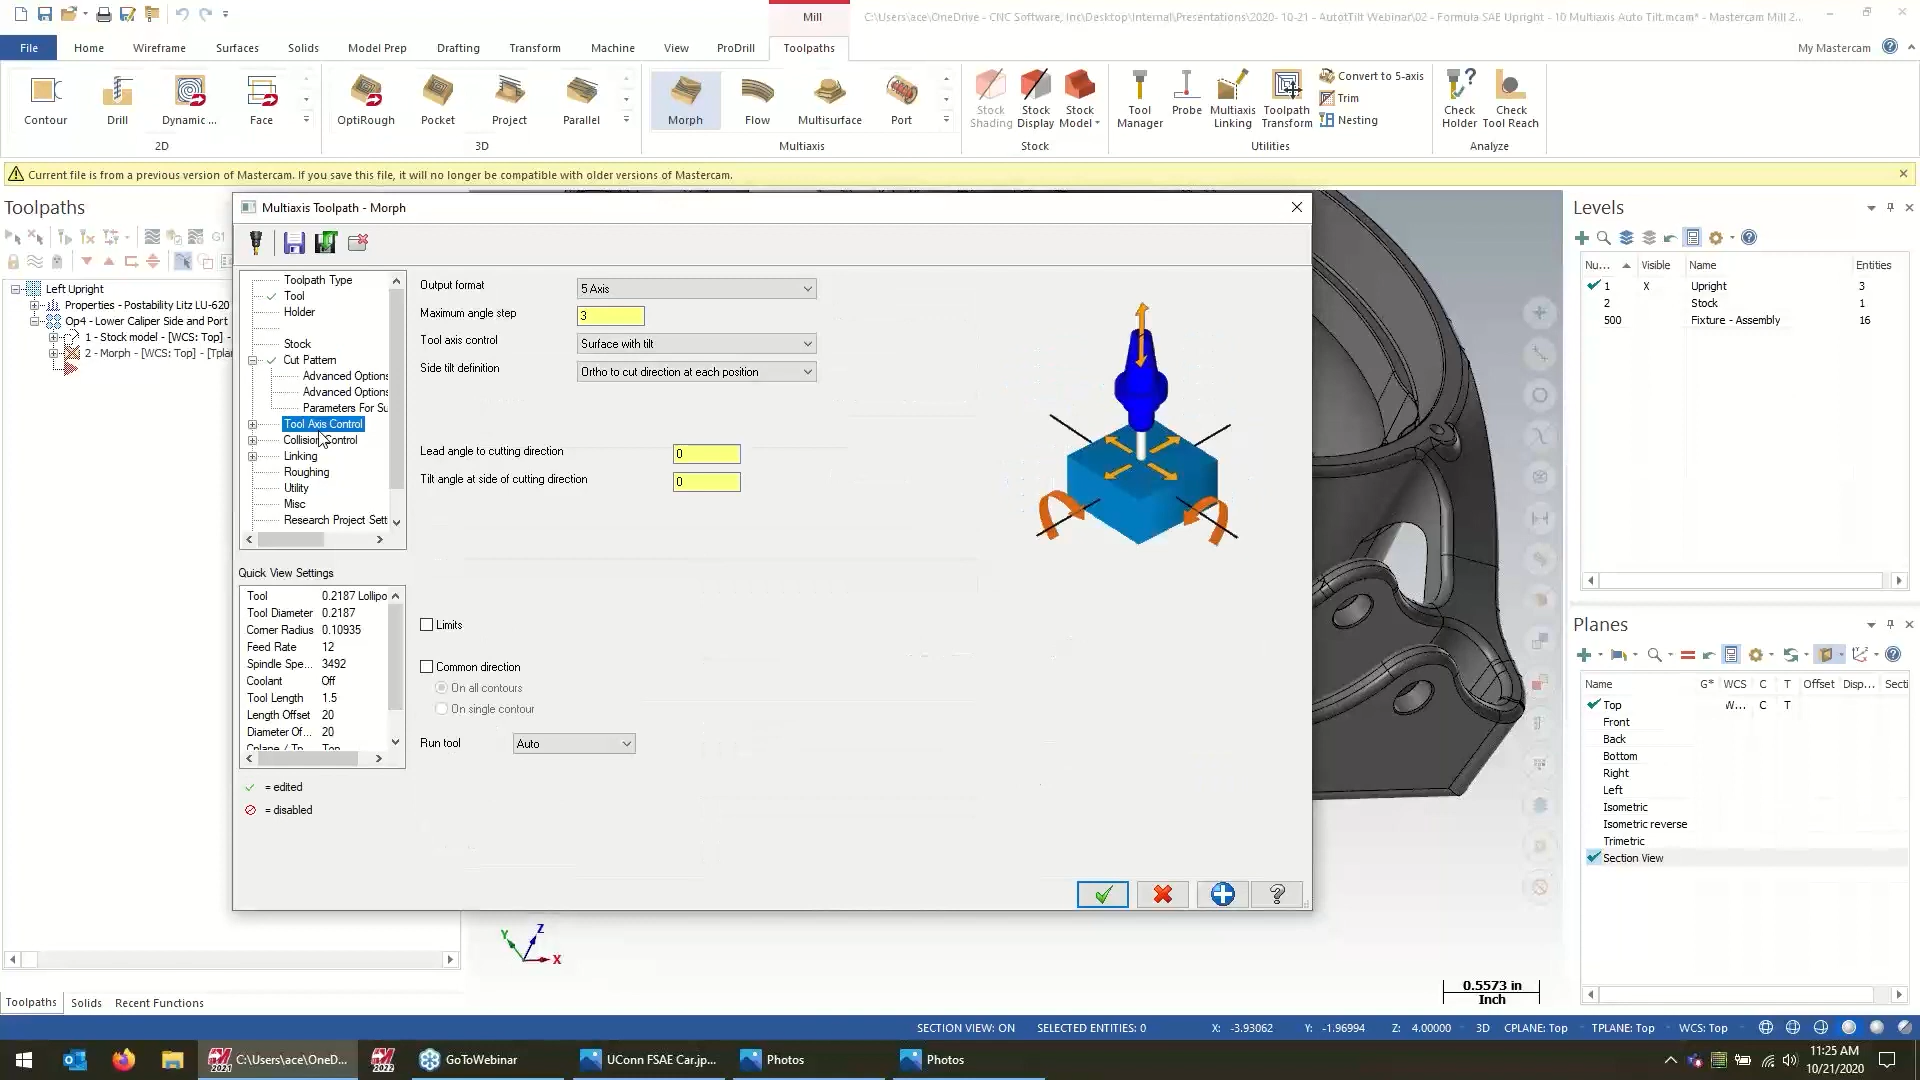 Mill
C:\Users\ace\OneDrive - CNC Software, Inc\Desktop\Internal\Presentations\2020- 10-21 - AutotTilt Webinar\02 - Formula SAE Upright - 10 Multiaxis Auto Tilt.mcam* - Mastercam Mill 2...
File Home Wireframe Surfaces Solids Model Prep Drafting Transform Machine View ProDrill Toolpaths My Mastercam
Contour Drill Dynamic ... Face OptiRough Pocket Project Parallel Morph Flow Multisurface Port
Stock Shading Stock Display Stock Model Tool Manager Probe Multiaxis Linking Toolpath Transform
Convert to 5-axis
Trim
Nesting
Check Holder Check Tool Reach
2D 3D Multiaxis Stock Utilities Analyze
Current file is from a previous version of Mastercam. If you save this file, it will no longer be compatible with older versions of Mastercam.
Toolpaths
G1
Left Upright
Properties - Postability Litz LU-620
Op4 - Lower Caliper Side and Port
1 - Stock model - [WCS: Top] -
2 - Morph - [WCS: Top] - [Tplan
Multiaxis Toolpath - Morph
Toolpath Type
Tool
Holder
Stock
Cut Pattern
Advanced Options
Advanced Options
Parameters For Su
Tool Axis Control
Collision Control
Linking
Roughing
Utility
Misc
Research Project Sett
Quick View Settings
Tool 0.2187 Lollipo
Tool Diameter 0.2187
Corner Radius 0.10935
Feed Rate 12
Spindle Spe... 3492
Coolant Off
Tool Length 1.5
Length Offset 20
Diameter Of... 20
Cplane / Tp... Top
= edited
= disabled
Output format 5 Axis
Maximum angle step 3
Tool axis control Surface with tilt
Side tilt definition Ortho to cut direction at each position
Lead angle to cutting direction 0
Tilt angle at side of cutting direction 0
Limits
Common direction
On all contours
On single contour
Run tool Auto
Levels
Nu... Visible Name Entities
1 X Upright 3
2 Stock 1
500 Fixture - Assembly 16
Planes
Name G* WCS C T Offset Disp... Secti
Top W... C T
Front
Back
Bottom
Right
Left
Isometric
Isometric reverse
Trimetric
Section View
Y Z X
0.5573 in
Inch
Toolpaths Solids Recent Functions
SECTION VIEW: ON SELECTED ENTITIES: 0 X: -3.93062 Y: -1.96994 Z: 4.00000 3D CPLANE: Top TPLANE: Top WCS: Top
2021 C:\Users\ace\OneD... 2022 GoToWebinar UConn FSAE Car.jp... Photos Photos
11:25 AM
10/21/2020